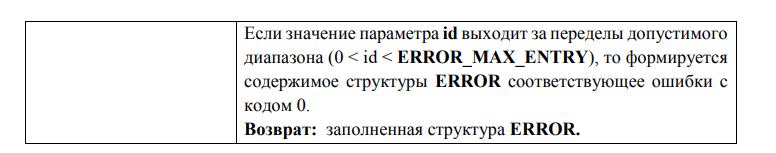 Если значение параметра id выходит за переделы допустимого
диапазона (0 < id < ERROR_MAX_ENTRY), то формируется
содержимое структуры ERROR соответствующее ошибки с
кодом 0.
Возврат: заполненная структура ERROR.